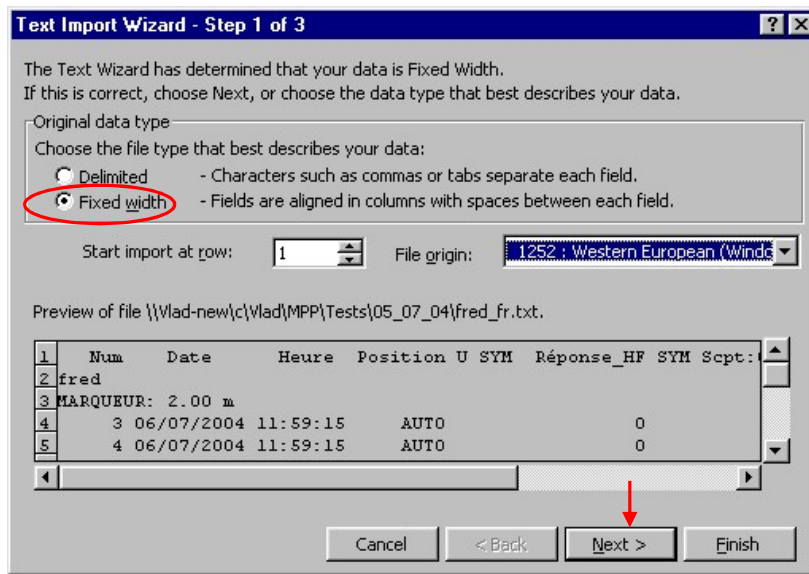 Text Import Wizard - Step 1 of 3
The Text Wizard has determined that your data is Fixed Width.
If this is correct, choose Next, or choose the data type that best describes your data.
Original data type
Choose the file type that best describes your data:
Delimited - Characters such as commas or tabs separate each field.
Fixed width - Fields are aligned in columns with spaces between each field.
Start import at row: 1 File origin: 1252 : Western European (Windo
Preview of file \\Vlad-new\c\Vlad\MPP\Tests\05_07_04\fred_fr.txt.
1 Num Date Heure Position U SYM Réponse_HF SYM Scpt:
2 fred
3 MARQUEUR: 2.00 m
4 3 06/07/2004 11:59:15 AUTO 0
5 4 06/07/2004 11:59:15 AUTO 0
Cancel < Back Next > Finish